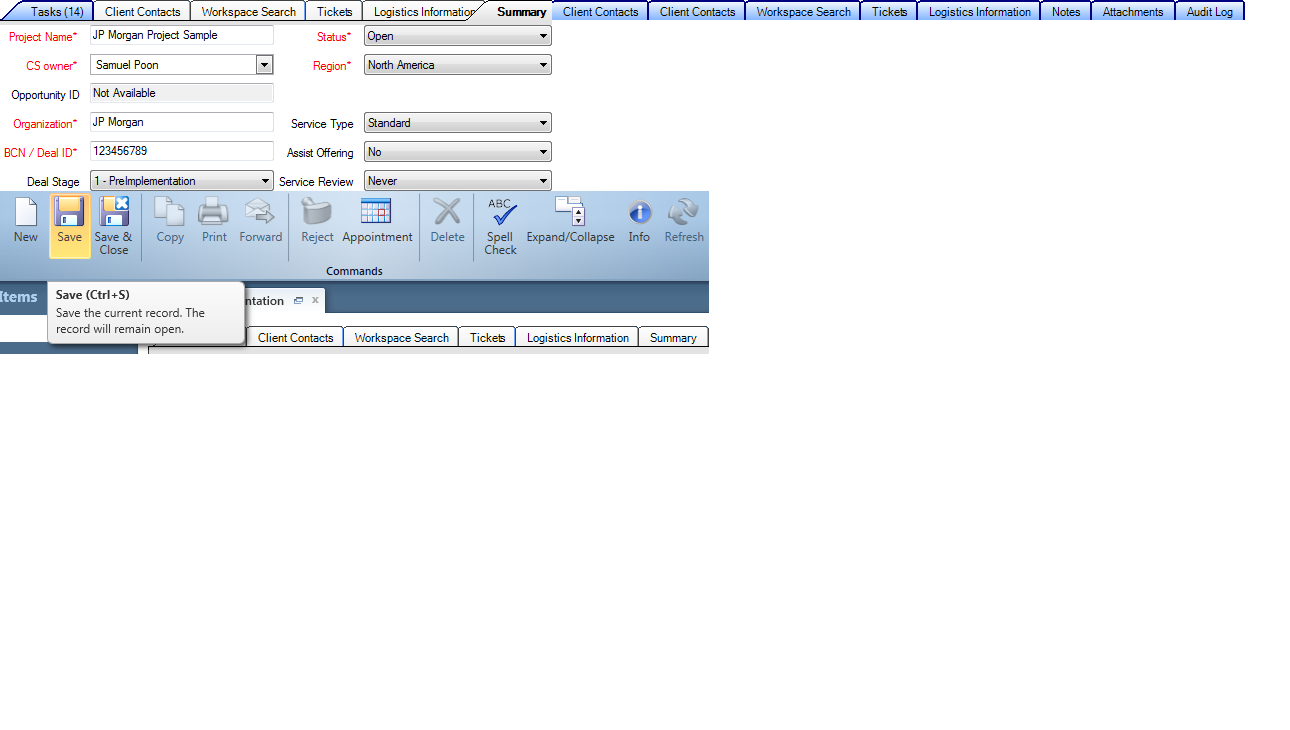 Tasks (14) Client Contacts Workspace Search Tickets Logistics Information Summary Client Contacts Client Contacts Workspace Search Tickets Logistics Information Notes Attachments Audit Log
Project Name* JP Morgan Project Sample Status* Open
CS owner* Samuel Poon Region* North America
Opportunity ID Not Available
Organization* JP Morgan Service Type Standard
BCN / Deal ID* 123456789 Assist Offering No
Deal Stage 1 - PreImplementation Service Review Never
New Save Save & Close Copy Print Forward Reject Appointment Delete ABC Spell Check Expand/Collapse Info Refresh
Commands
Items ntation
Save (Ctrl+S)
Save the current record. The
record will remain open.
Client Contacts Workspace Search Tickets Logistics Information Summary